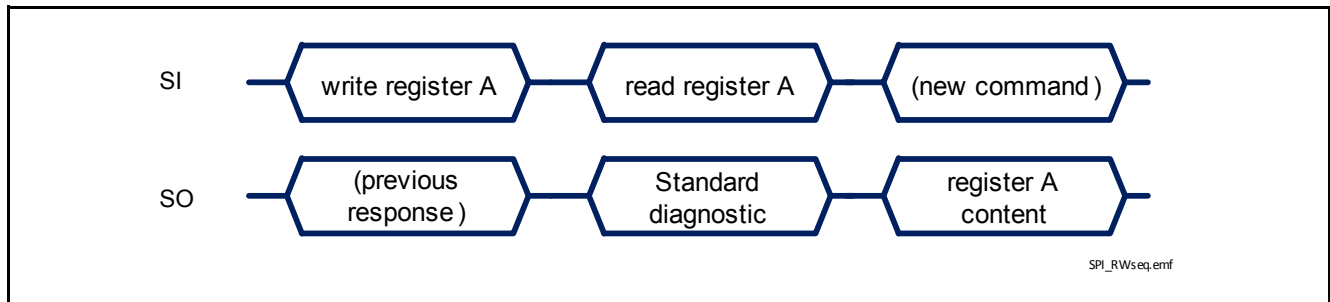 SI
write register A
read register A
(new command)
SO
(previous
response)
Standard
diagnostic
register A
content
SPI_RWseq.emf